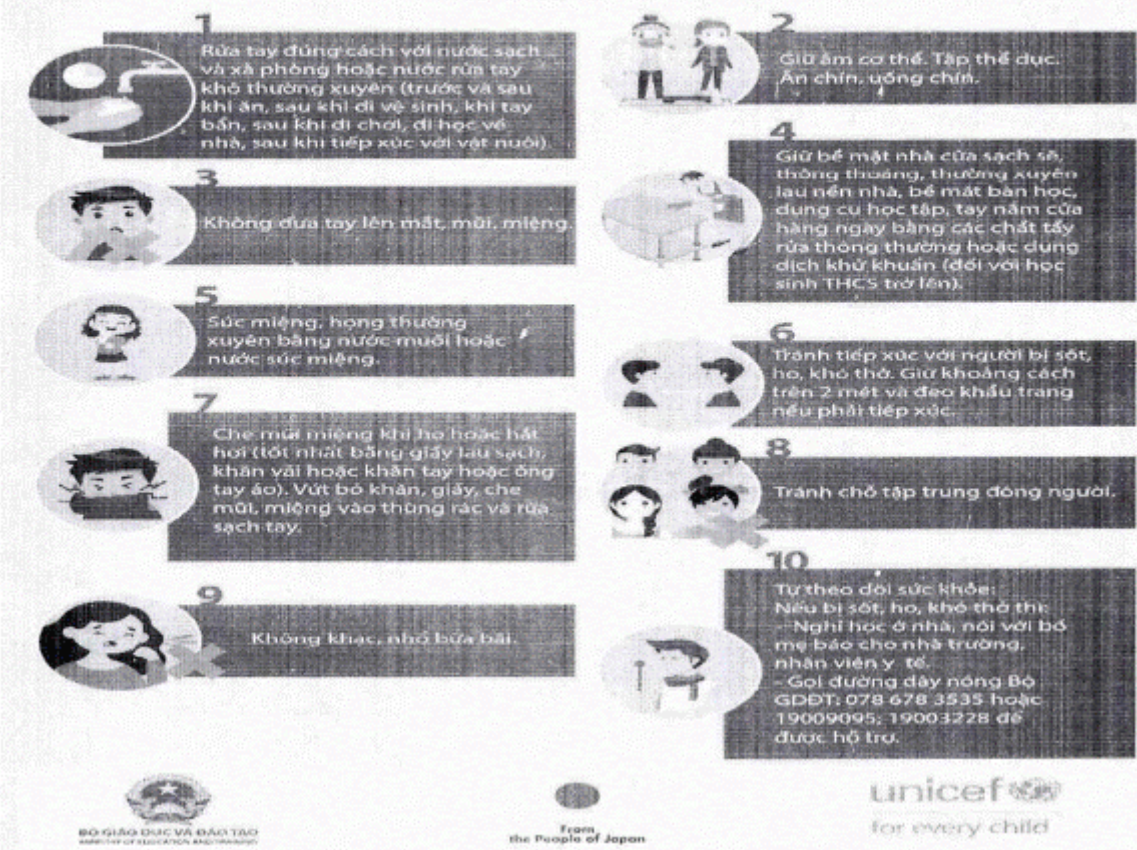 1
Rửa tay đúng cách với nước sạch
và xà phòng hoặc nước rửa tay
khô thường xuyên (trước và sau
khi ăn, sau khi đi vệ sinh, khi tay
bẩn, sau khi đi chơi, đi học về
nhà, sau khi tiếp xúc với vật nuôi).
2
Giữ ấm cơ thể. Tập thể dục.
Ăn chín, uống chín.
3
Không đưa tay lên mắt, mũi, miệng.
4
Giữ bề mặt nhà cửa sạch sẽ,
thông thoáng, thường xuyên
lau nền nhà, bề mặt bàn học,
dụng cụ học tập, tay nắm cửa
hàng ngày bằng các chất tẩy
rửa thông thường hoặc dung
dịch khử khuẩn (đối với học
sinh THCS trở lên).
5
Súc miệng, họng thường
xuyên bằng nước muối hoặc
nước súc miệng.
6
Tránh tiếp xúc với người bị sốt,
ho, khó thở. Giữ khoảng cách
trên 2 mét và đeo khẩu trang
nếu phải tiếp xúc.
7
Che mũi miệng khi ho hoặc hắt
hơi (tốt nhất bằng giấy lau sạch,
khăn vải hoặc khăn tay hoặc ống
tay áo). Vứt bỏ khăn, giấy, che
mũi, miệng vào thùng rác và rửa
sạch tay.
8
Tránh chỗ tập trung đông người.
9
Không khạc, nhổ bừa bãi.
10
Tự theo dõi sức khỏe:
Nếu bị sốt, ho, khó thở thì:
- Nghỉ học ở nhà, nói với bố
mẹ báo cho nhà trường,
nhân viên y tế.
- Gọi đường dây nóng Bộ
GDĐT: 078 678 3535 hoặc
19009095; 19003228 để
được hỗ trợ.
BỘ GIÁO DỤC VÀ ĐÀO TẠO
MINISTRY OF EDUCATION AND TRAINING
From
the People of Japan
unicef
for every child